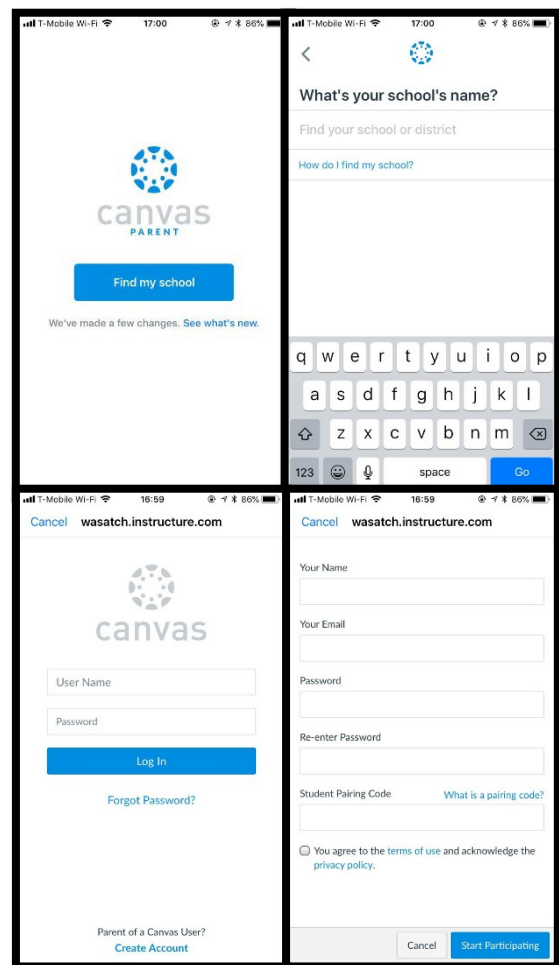 T-Mobile Wi-Fi 17:00 86%
canvas
PARENT
Find my school
We've made a few changes. See what's new.
T-Mobile Wi-Fi 17:00 86%
What's your school's name?
Find your school or district
How do I find my school?
q w e r t y u i o p
a s d f g h j k l
z x c v b n m
123 space Go
T-Mobile Wi-Fi 16:59 86%
Cancel wasatch.instructure.com
canvas
User Name
Password
Log In
Forgot Password?
Parent of a Canvas User?
Create Account
T-Mobile Wi-Fi 16:59 86%
Cancel wasatch.instructure.com
Your Name
Your Email
Password
Re-enter Password
Student Pairing Code What is a pairing code?
You agree to the terms of use and acknowledge the
privacy policy.
Cancel Start Participating